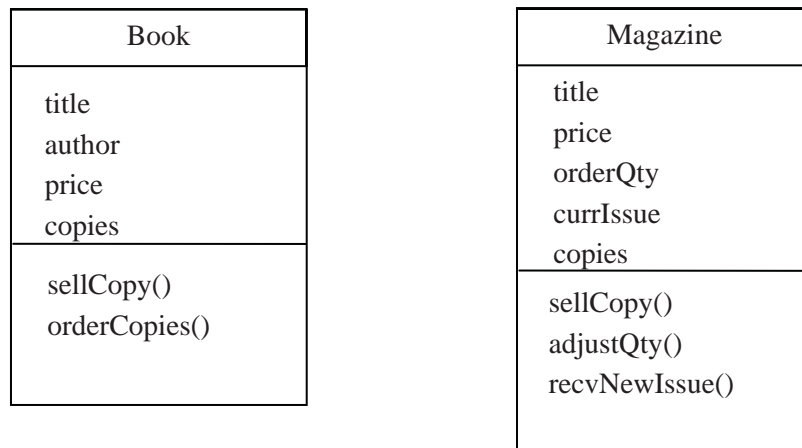 Book
title
author
price
copies
sellCopy()
orderCopies()
Magazine
title
price
orderQty
currIssue
copies
sellCopy()
adjustQty()
recvNewIssue()